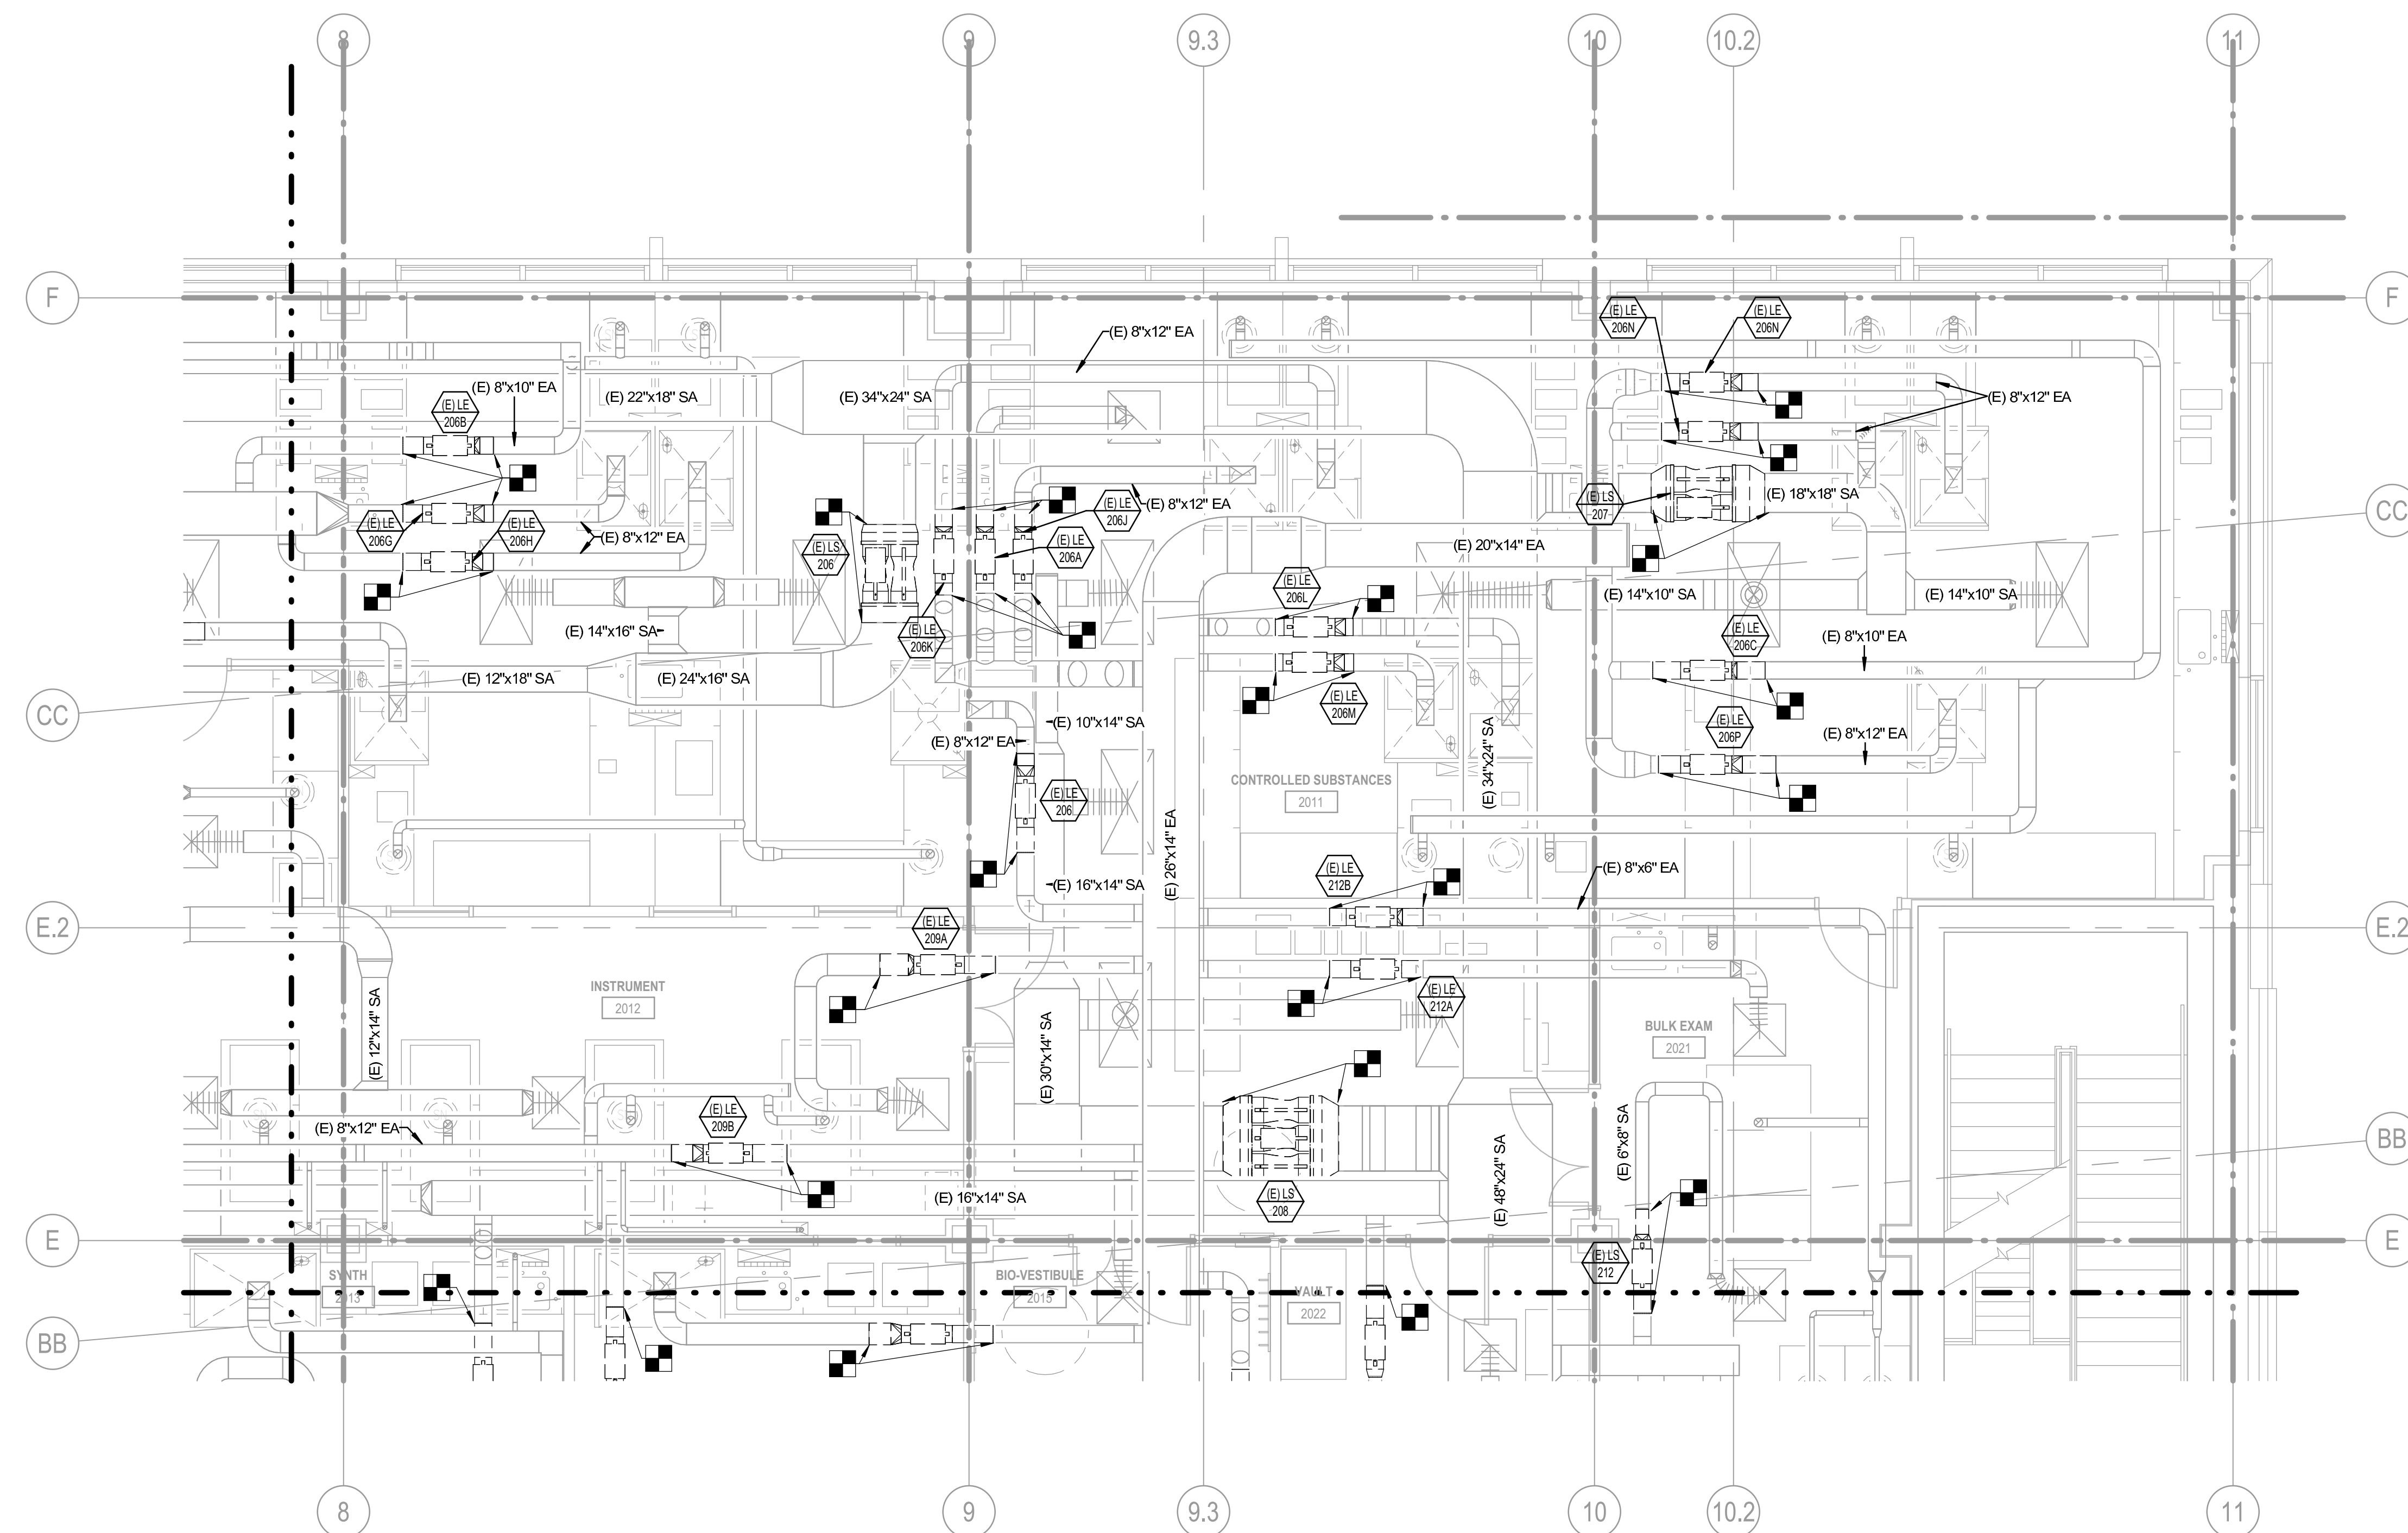 8
9
9.3
10
10.2
11
F
F
(E) LE
206N
(E) LE
206N
(E) 8"x12" EA
(E) 8"x10" EA
(E) 22"x18" SA
(E) 34"x24" SA
(E) 8"x12" EA
(E) LE
206B
(E) LS
207
(E) 18"x18" SA
(E) 8"x12" EA
(E) LE
206J
CC
(E) LE
206G
(E) LE
206H
(E) 8"x12" EA
(E) LS
206
(E) LE
206A
(E) 20"x14" EA
(E) LE
206L
(E) 14"x10" SA
(E) 14"x10" SA
(E) 14"x16" SA
(E) LE
206K
(E) LE
206C
(E) 8"x10" EA
(E) 12"x18" SA
(E) 24"x16" SA
(E) LE
206M
CC
(E) 10"x14" SA
(E) 8"x12" EA
(E) LE
206P
(E) 8"x12" EA
(E) 34"x24" SA
CONTROLLED SUBSTANCES
2011
(E) LE
206
(E) 26"x14" EA
(E) 8"x6" EA
(E) LE
212B
(E) 16"x14" SA
E.2
(E) LE
209A
E.2
INSTRUMENT
2012
(E) LE
212A
(E) 12"x14" SA
(E) 30"x14" SA
BULK EXAM
2021
(E) LE
209B
(E) 8"x12" EA
(E) 6"x8" SA
BB
(E) 48"x24" SA
(E) 16"x14" SA
(E) LS
208
E
E
(E) LS
212
SYNTH
2013
BIO-VESTIBULE
2015
VAULT
2022
BB
8
9
9.3
10
10.2
11